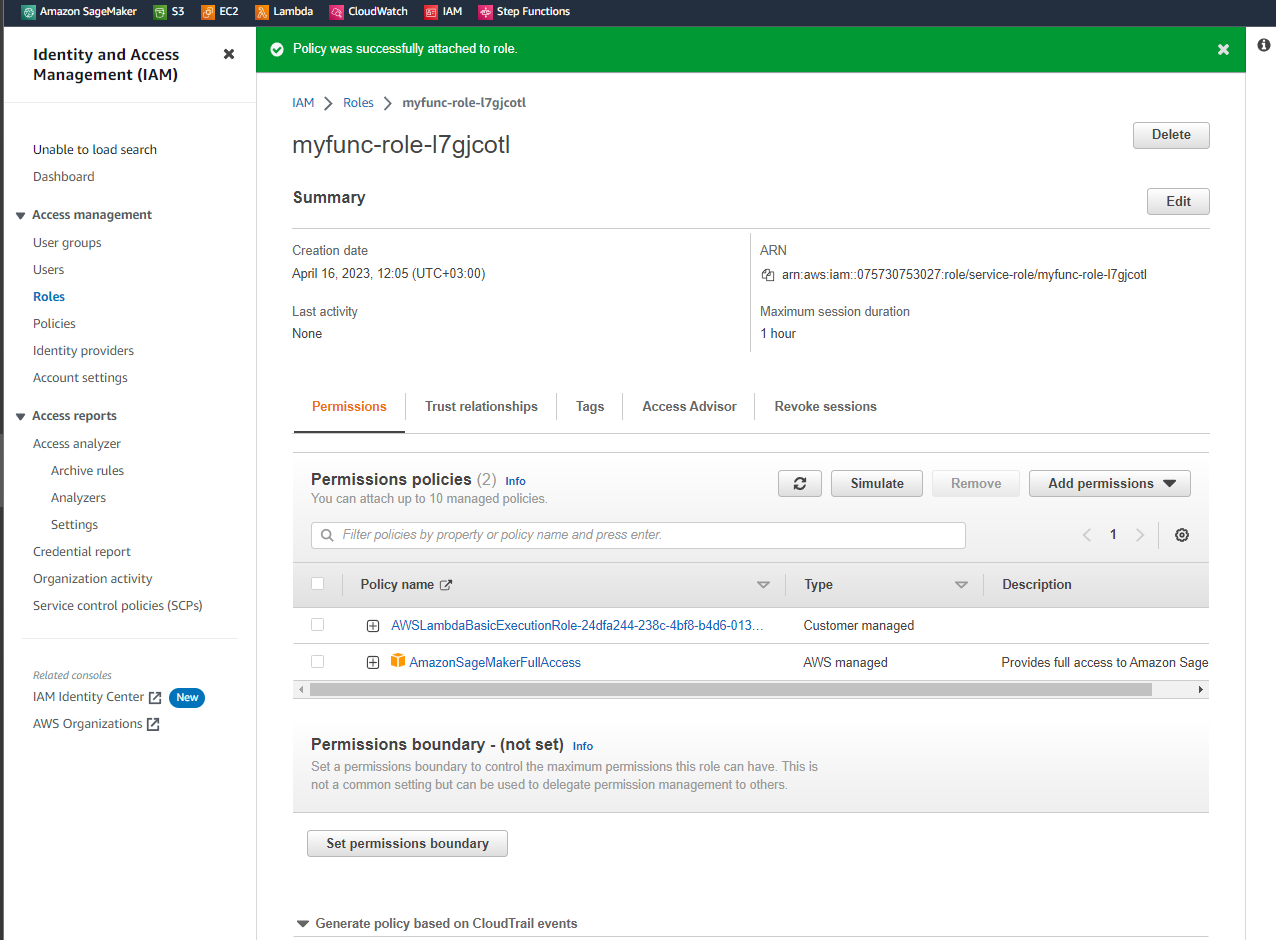 Amazon SageMaker S3 EC2 Lambda CloudWatch IAM Step Functions
Identity and Access
Management (IAM)
Unable to load search
Dashboard
Access management
User groups
Users
Roles
Policies
Identity providers
Account settings
Access reports
Access analyzer
Archive rules
Analyzers
Settings
Credential report
Organization activity
Service control policies (SCPs)
Related consoles
IAM Identity Center New
AWS Organizations
Policy was successfully attached to role.
IAM Roles myfunc-role-l7gjcotl
myfunc-role-l7gjcotl
Delete
Summary
Edit
Creation date
April 16, 2023, 12:05 (UTC+03:00)
Last activity
None
ARN
arn:aws:iam::075730753027:role/service-role/myfunc-role-l7gjcotl
Maximum session duration
1 hour
Permissions Trust relationships Tags Access Advisor Revoke sessions
Permissions policies (2) Info
You can attach up to 10 managed policies.
Simulate Remove Add permissions
Filter policies by property or policy name and press enter.
1
Policy name Type Description
AWSLambdaBasicExecutionRole-24dfa244-238c-4bf8-b4d6-013… Customer managed
AmazonSageMakerFullAccess AWS managed Provides full access to Amazon Sage
Permissions boundary - (not set) Info
Set a permissions boundary to control the maximum permissions this role can have. This is
not a common setting but can be used to delegate permission management to others.
Set permissions boundary
Generate policy based on CloudTrail events